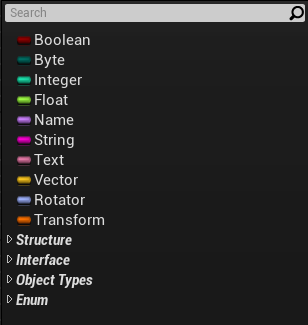 Search
Boolean
Byte
Integer
Float
Name
String
Text
Vector
Rotator
Transform
Structure
Interface
Object Types
Enum